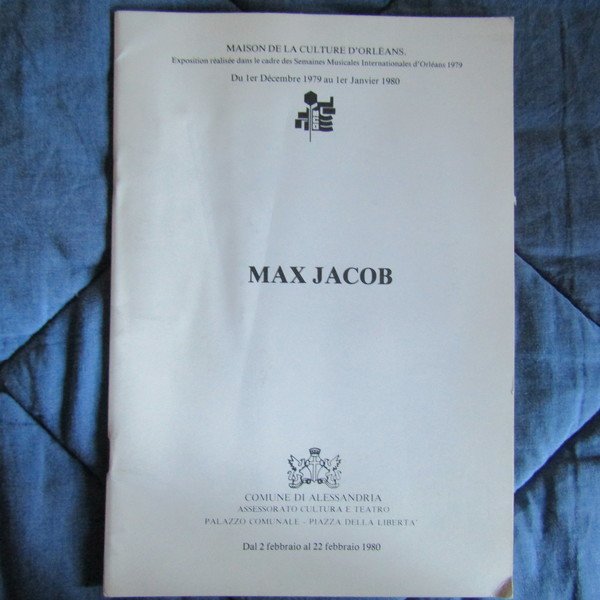 MAISON DE LA CULTURE D'ORLÉANS.
Exposition réalisée dans le cadre des Semaines Musicales Internationales d'Orléans 1979
Du 1er Décembre 1979 au 1er Janvier 1980
MAX JACOB
COMUNE DI ALESSANDRIA
ASSESSORATO CULTURA E TEATRO
PALAZZO COMUNALE - PIAZZA DELLA LIBERTA'
Dal 2 febbraio al 22 febbraio 1980